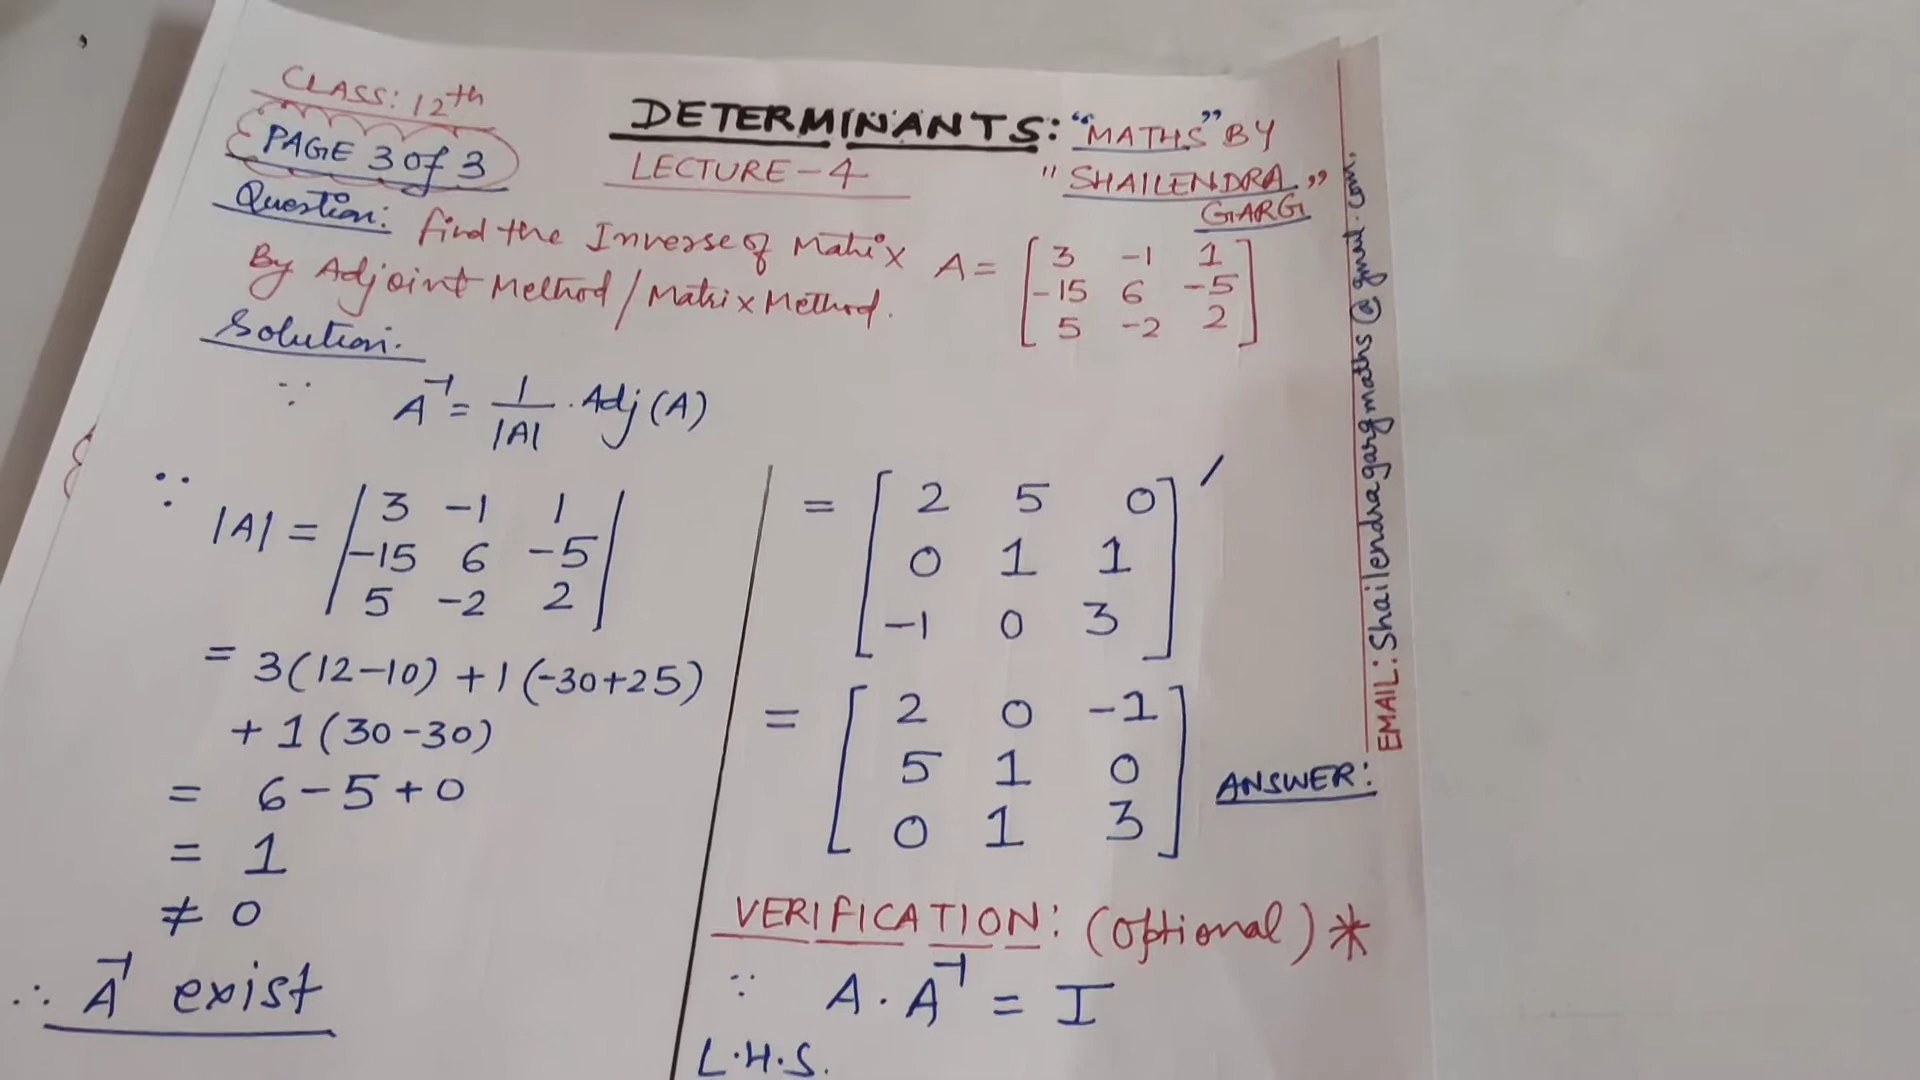 CLASS: 12th
PAGE 3 of 3
DETERMINANTS: "MATHS" BY
LECTURE-4
"SHAILENDRA"
GARG
Question: Find the Inverse of Matrix
By Adjoint Method/Matrix Method.
A = [3 -1 1
-15 6 -5
5 -2 2]
Solution.
∵ A⁻¹ = 1/|A| . Adj (A)
∵ |A| = |3 -1 1
-15 6 -5
5 -2 2|
= 3(12-10) +1(-30+25)
+1(30-30)
= 6-5+0
= 1
≠ 0
∴ A⁻¹ exist
= [2 5 0
0 1 1
-1 0 3]′
= [2 0 -1
5 1 0
0 1 3]
ANSWER:
VERIFICATION: (optional) *
∵ A.A⁻¹ = I
L.H.S.
EMAIL: Shailendragargmaths@gmail.com.